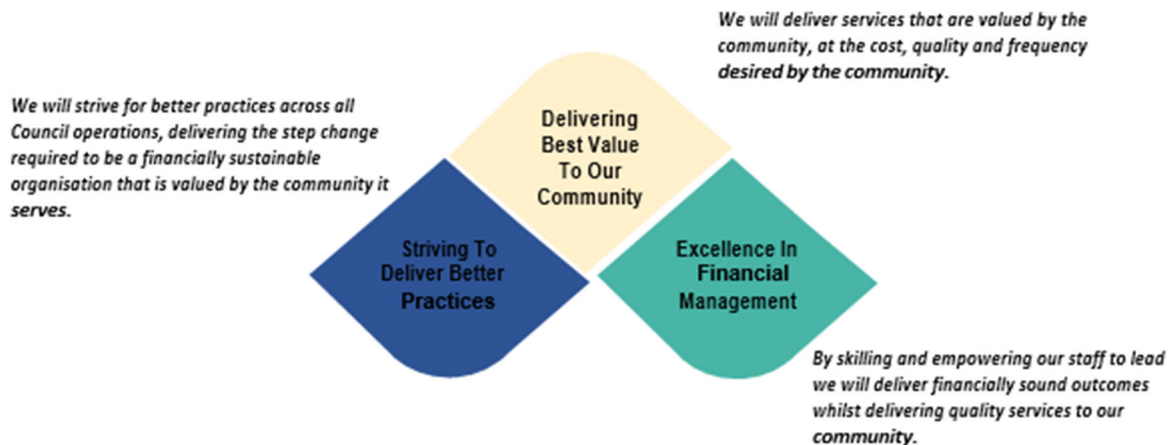 We will deliver services that are valued by the
community, at the cost, quality and frequency
desired by the community.
We will strive for better practices across all
Council operations, delivering the step change
required to be a financially sustainable
organisation that is valued by the community it
serves.
Delivering
Best Value
To Our
Community
Striving To
Deliver Better
Practices
Excellence In
Financial
Management
By skilling and empowering our staff to lead
we will deliver financially sound outcomes
whilst delivering quality services to our
community.